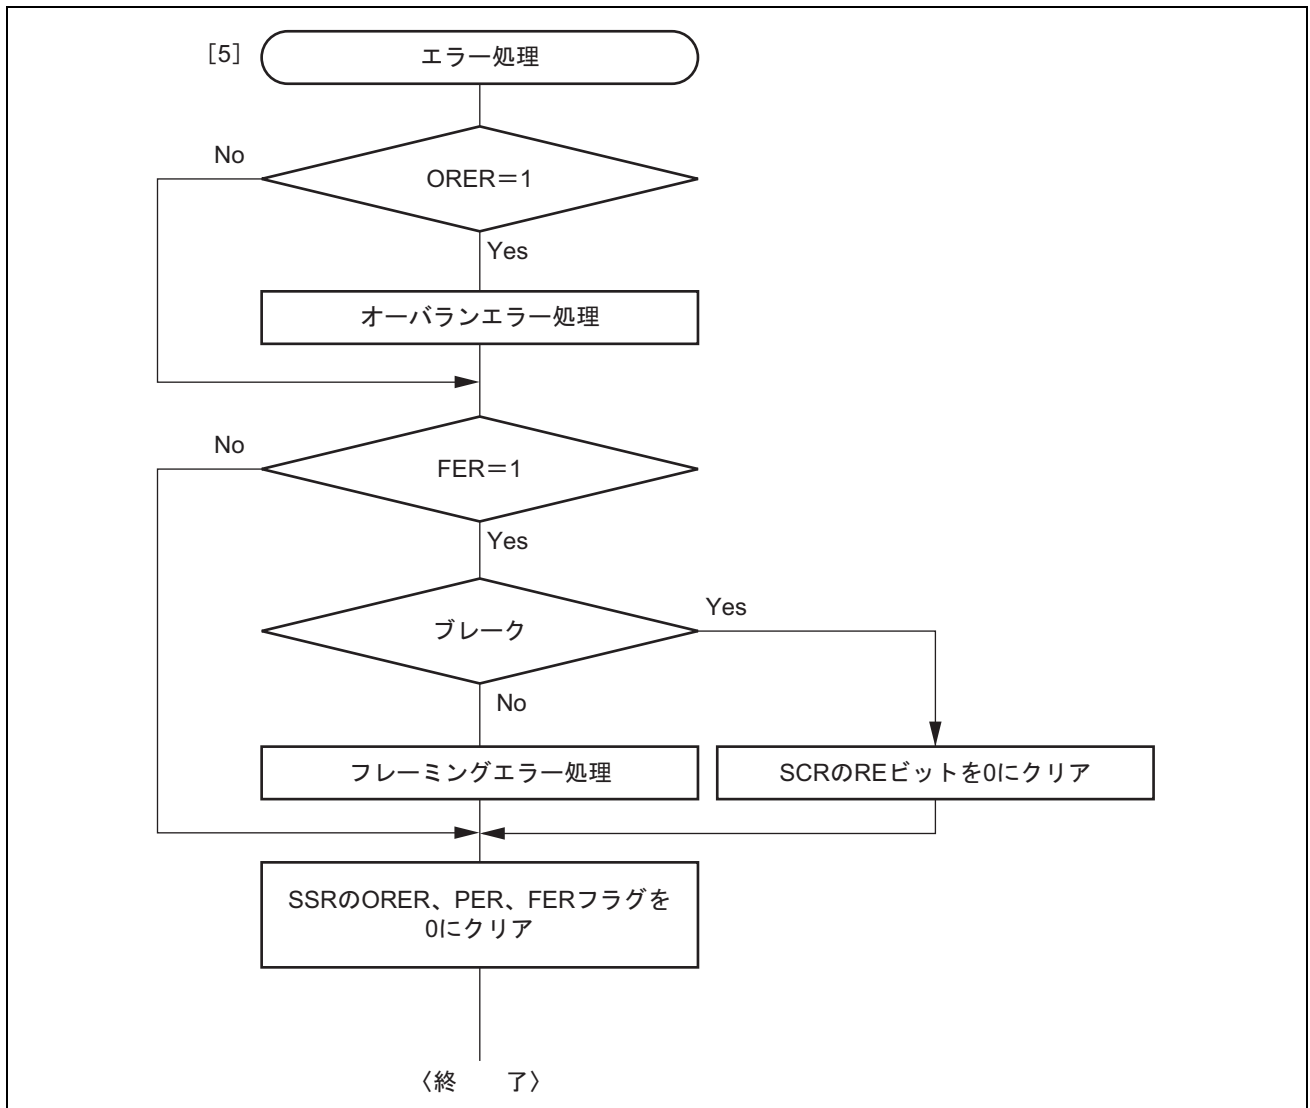 ［5］ エラー処理
No
ORER＝1
Yes
オーバランエラー処理
No
FER＝1
Yes
ブレーク
Yes
No
フレーミングエラー処理
SCRのREビットを0にクリア
SSRのORER、PER、FERフラグを
0にクリア
〈終　了〉